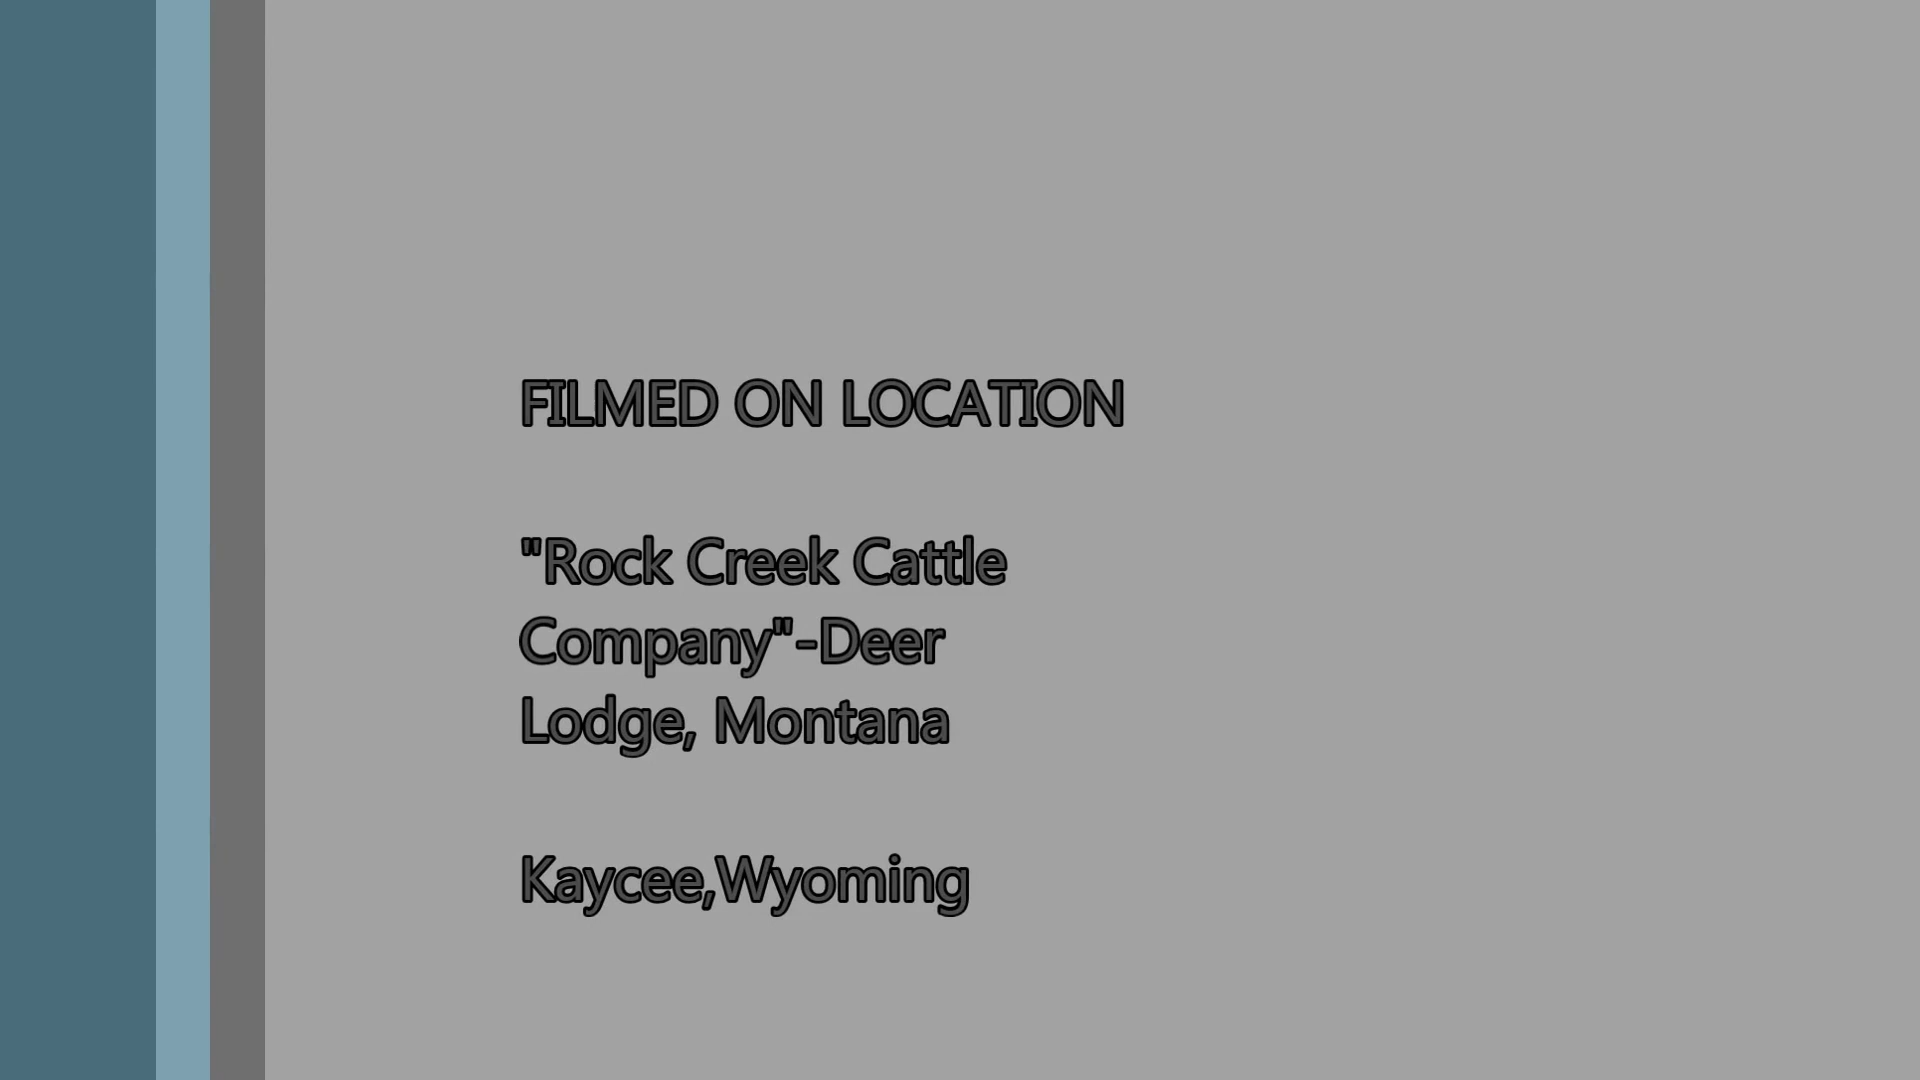 FILMED ON LOCATION
"Rock Creek Cattle
Company"-Deer
Lodge, Montana
Kaycee,Wyoming